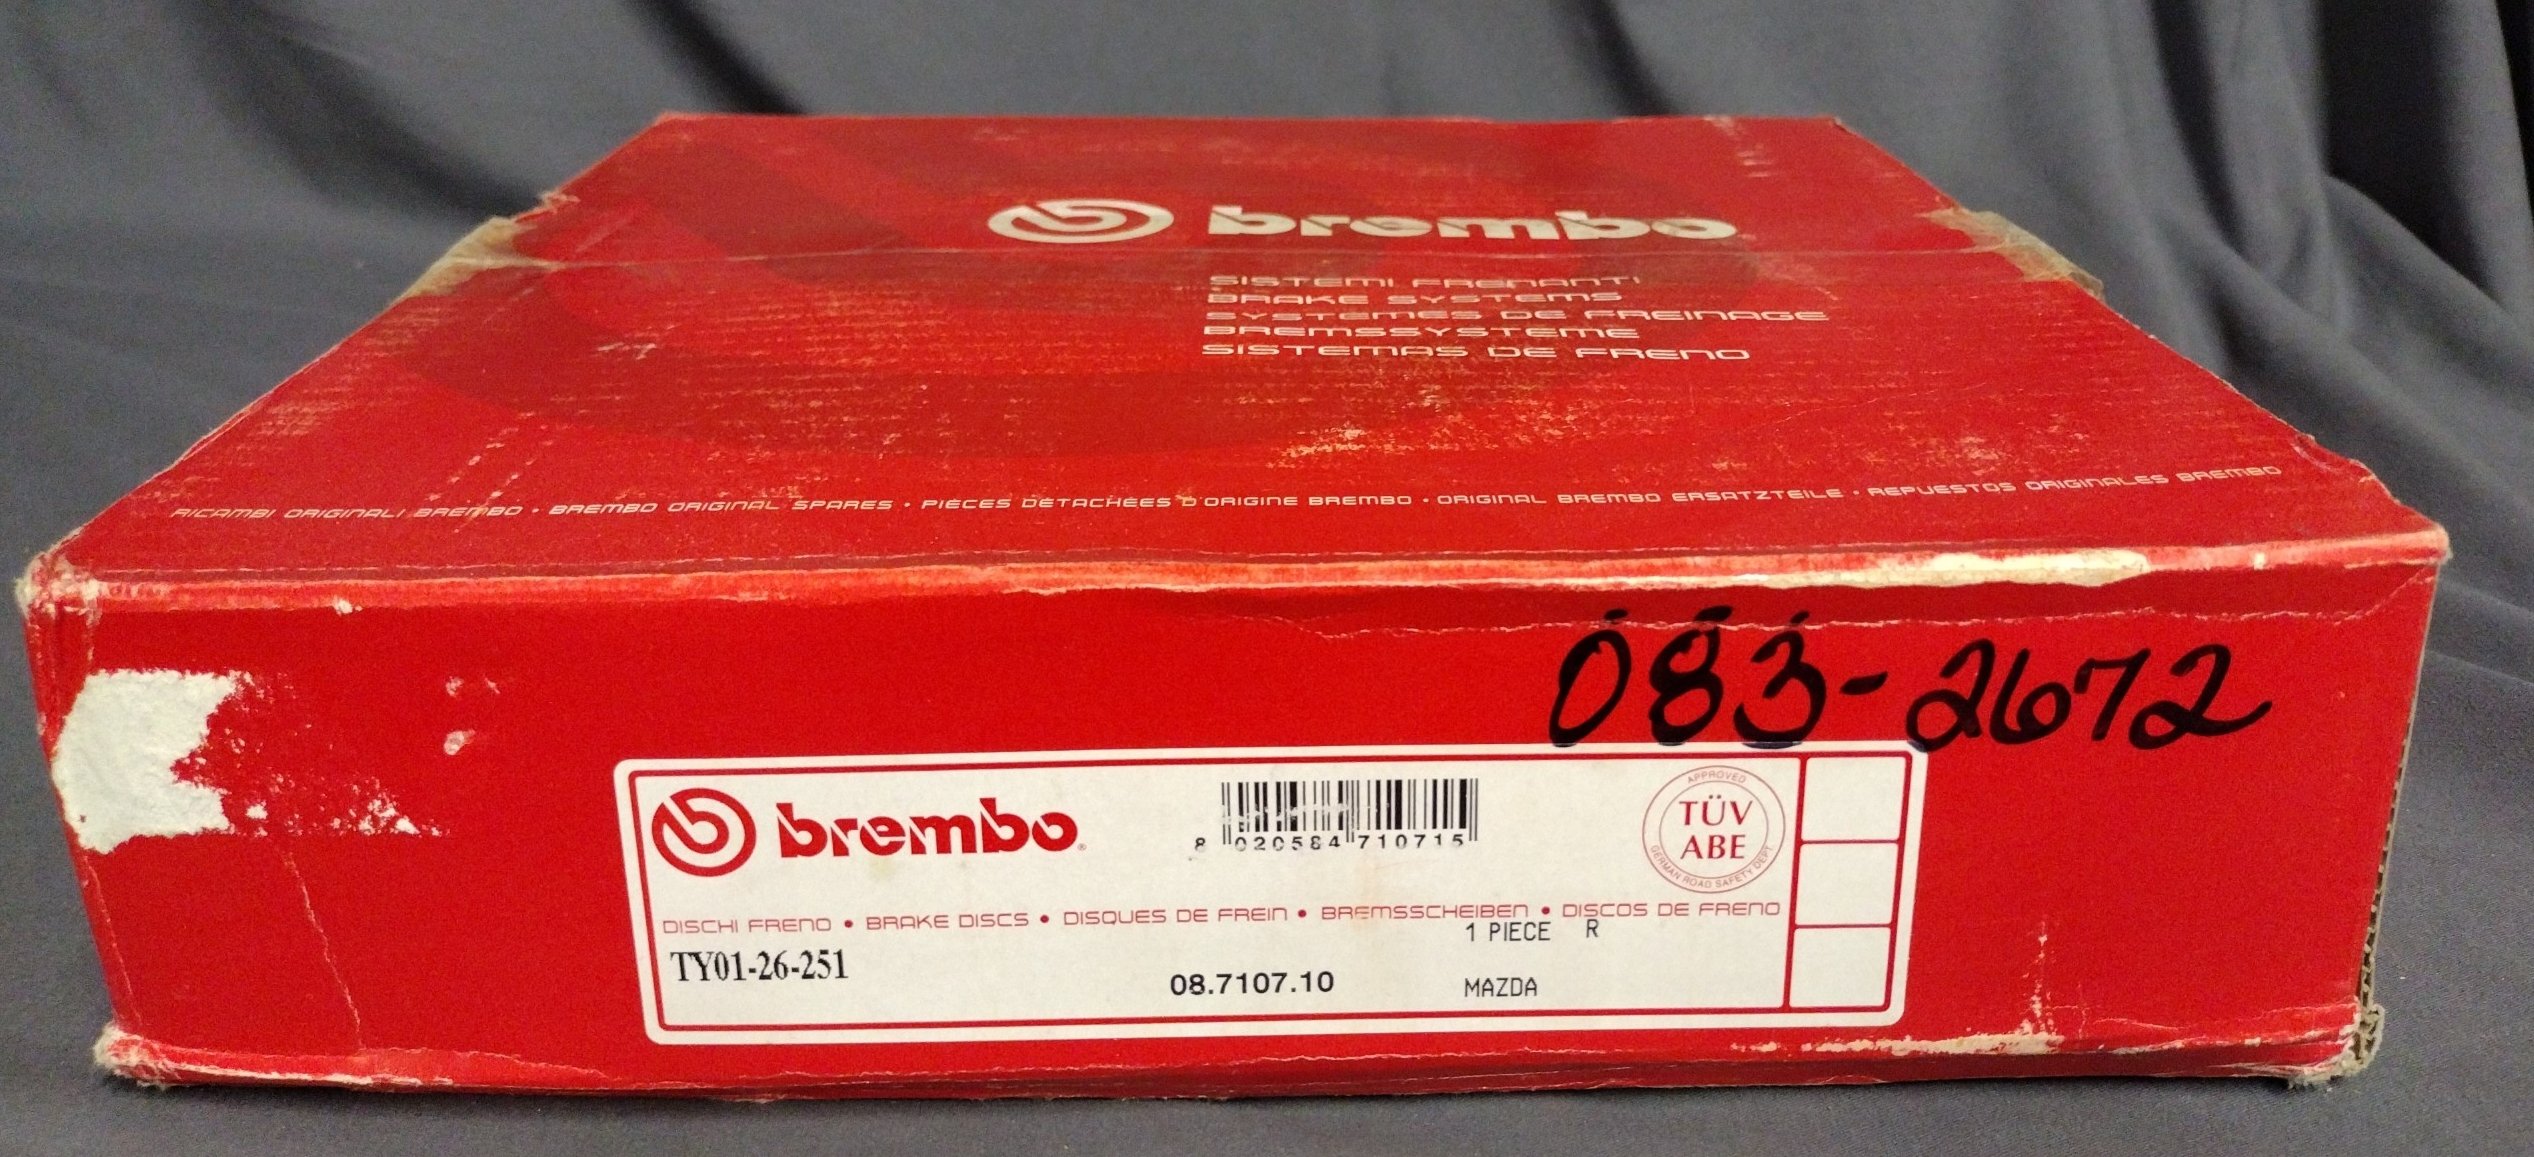 brembo
SISTEMI FRENANTI
BRAKE SYSTEMS
SYSTEMES DE FREINAGE
BREMSSYSTEME
SISTEMAS DE FRENO
RICAMBI ORIGINALI BREMBO • BREMBO ORIGINAL SPARES • PIÈCES DÉTACHÉES D'ORIGINE BREMBO • ORIGINAL BREMBO ERSATZTEILE • REPUESTOS ORIGINALES BREMBO
083-2672
brembo®
8 020584 710715
APPROVED
TÜV
ABE
GERMAN ROAD SAFETY DEPT
DISCHI FRENO • BRAKE DISCS • DISQUES DE FREIN • BREMSSCHEIBEN • DISCOS DE FRENO
1 PIECE R
TY01-26-251
08.7107.10
MAZDA